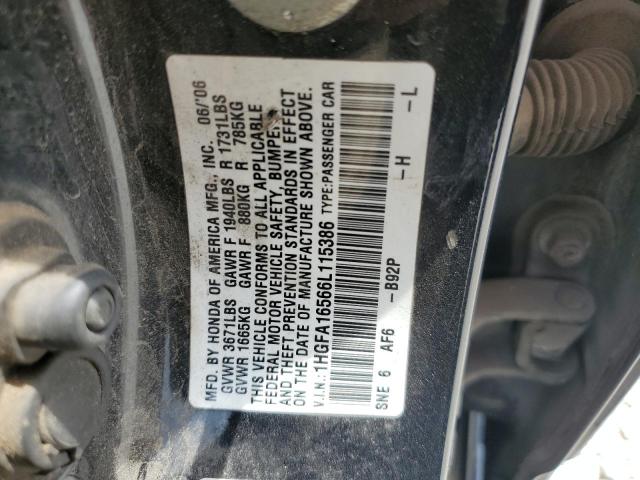 MFD. BY HONDA OF AMERICA MFG., INC. 06/'06
GVWR 3671LBS GAWR F 1940LBS R 1731LBS
GVWR 1665KG GAWR F 880KG R 785KG
THIS VEHICLE CONFORMS TO ALL APPLICABLE
FEDERAL MOTOR VEHICLE SAFETY, BUMPER,
AND THEFT PREVENTION STANDARDS IN EFFECT
ON THE DATE OF MANUFACTURE SHOWN ABOVE.
V.I.N.: 1HGFA16566L115386 TYPE: PASSENGER CAR
SNE 6 AF6 – B92P – H – L